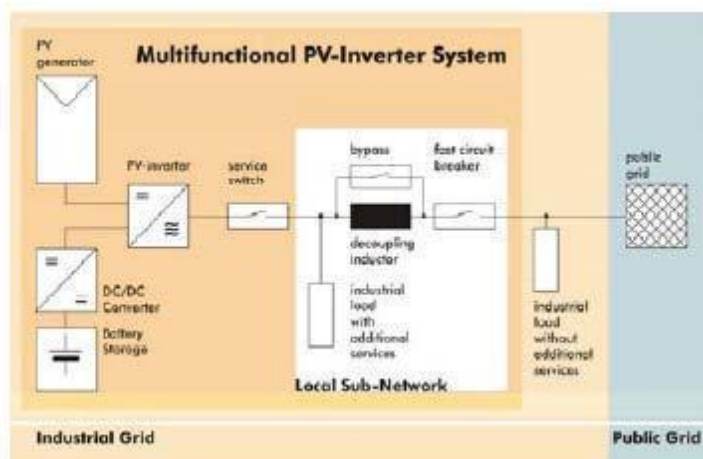 PV
generator
Multifunctional PV-Inverter System
PV-inverter
service
switch
bypass
fast circuit
breaker
public
grid
decoupling
inductor
DC/DC
Converter
Battery
Storage
industrial
load
with
additional
services
industrial
load
without
additional
services
Local Sub-Network
Industrial Grid
Public Grid